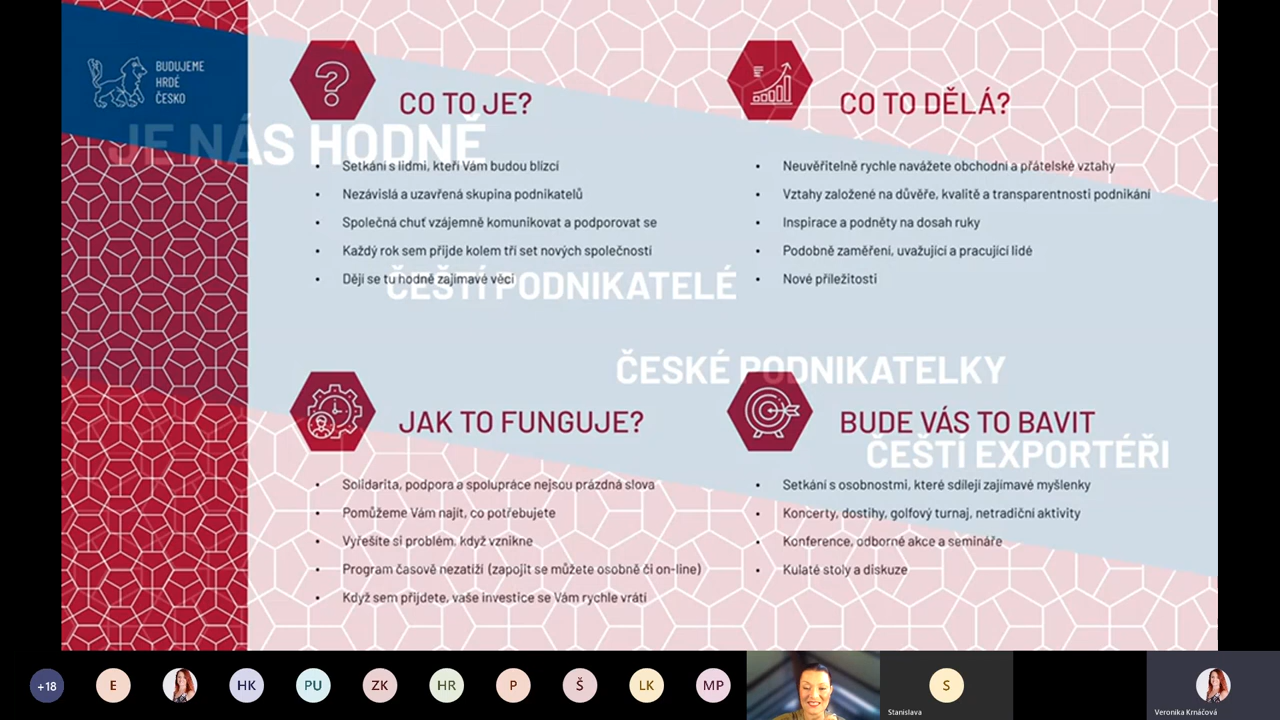 BUDUJEME
HRDÉ
ČESKO
JE NÁS HODNĚ
CO TO JE?
Setkání s lidmi, kteří Vám budou blízcí
Nezávislá a uzavřená skupina podnikatelů
Společná chuť vzájemně komunikovat a podporovat se
Každý rok sem přijde kolem tří set nových společností
Dějí se tu hodně zajímavé věci
CO TO DĚLÁ?
Neuvěřitelně rychle navážete obchodní a přátelské vztahy
Vztahy založené na důvěře, kvalitě a transparentnosti podnikání
Inspirace a podněty na dosah ruky
Podobně zaměření, uvažující a pracující lidé
Nové příležitosti
ČEŠTÍ PODNIKATELÉ
ČESKÉ PODNIKATELKY
JAK TO FUNGUJE?
Solidarita, podpora a spolupráce nejsou prázdná slova
Pomůžeme Vám najít, co potřebujete
Vyřešíte si problém, když vznikne
Program časově nezatíží (zapojit se můžete osobně či on-line)
Když sem přijdete, vaše investice se Vám rychle vrátí
BUDE VÁS TO BAVIT
ČEŠTÍ EXPORTÉŘI
Setkání s osobnostmi, které sdílejí zajímavé myšlenky
Koncerty, dostihy, golfový turnaj, netradiční aktivity
Konference, odborné akce a semináře
Kulaté stoly a diskuze
+18 E HK PU ZK HR P Š LK MP S
Stanislava
Veronika Krnáčová